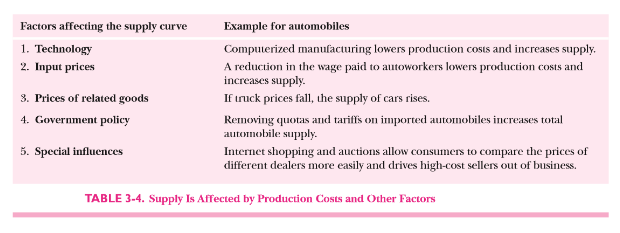 Factors affecting the supply curve Example for automobiles
1. Technology Computerized manufacturing lowers production costs and increases supply.
2. Input prices A reduction in the wage paid to autoworkers lowers production costs and
increases supply.
3. Prices of related goods If truck prices fall, the supply of cars rises.
4. Government policy Removing quotas and tariffs on imported automobiles increases total
automobile supply.
5. Special influences Internet shopping and auctions allow consumers to compare the prices of
different dealers more easily and drives high-cost sellers out of business.
TABLE 3-4. Supply Is Affected by Production Costs and Other Factors